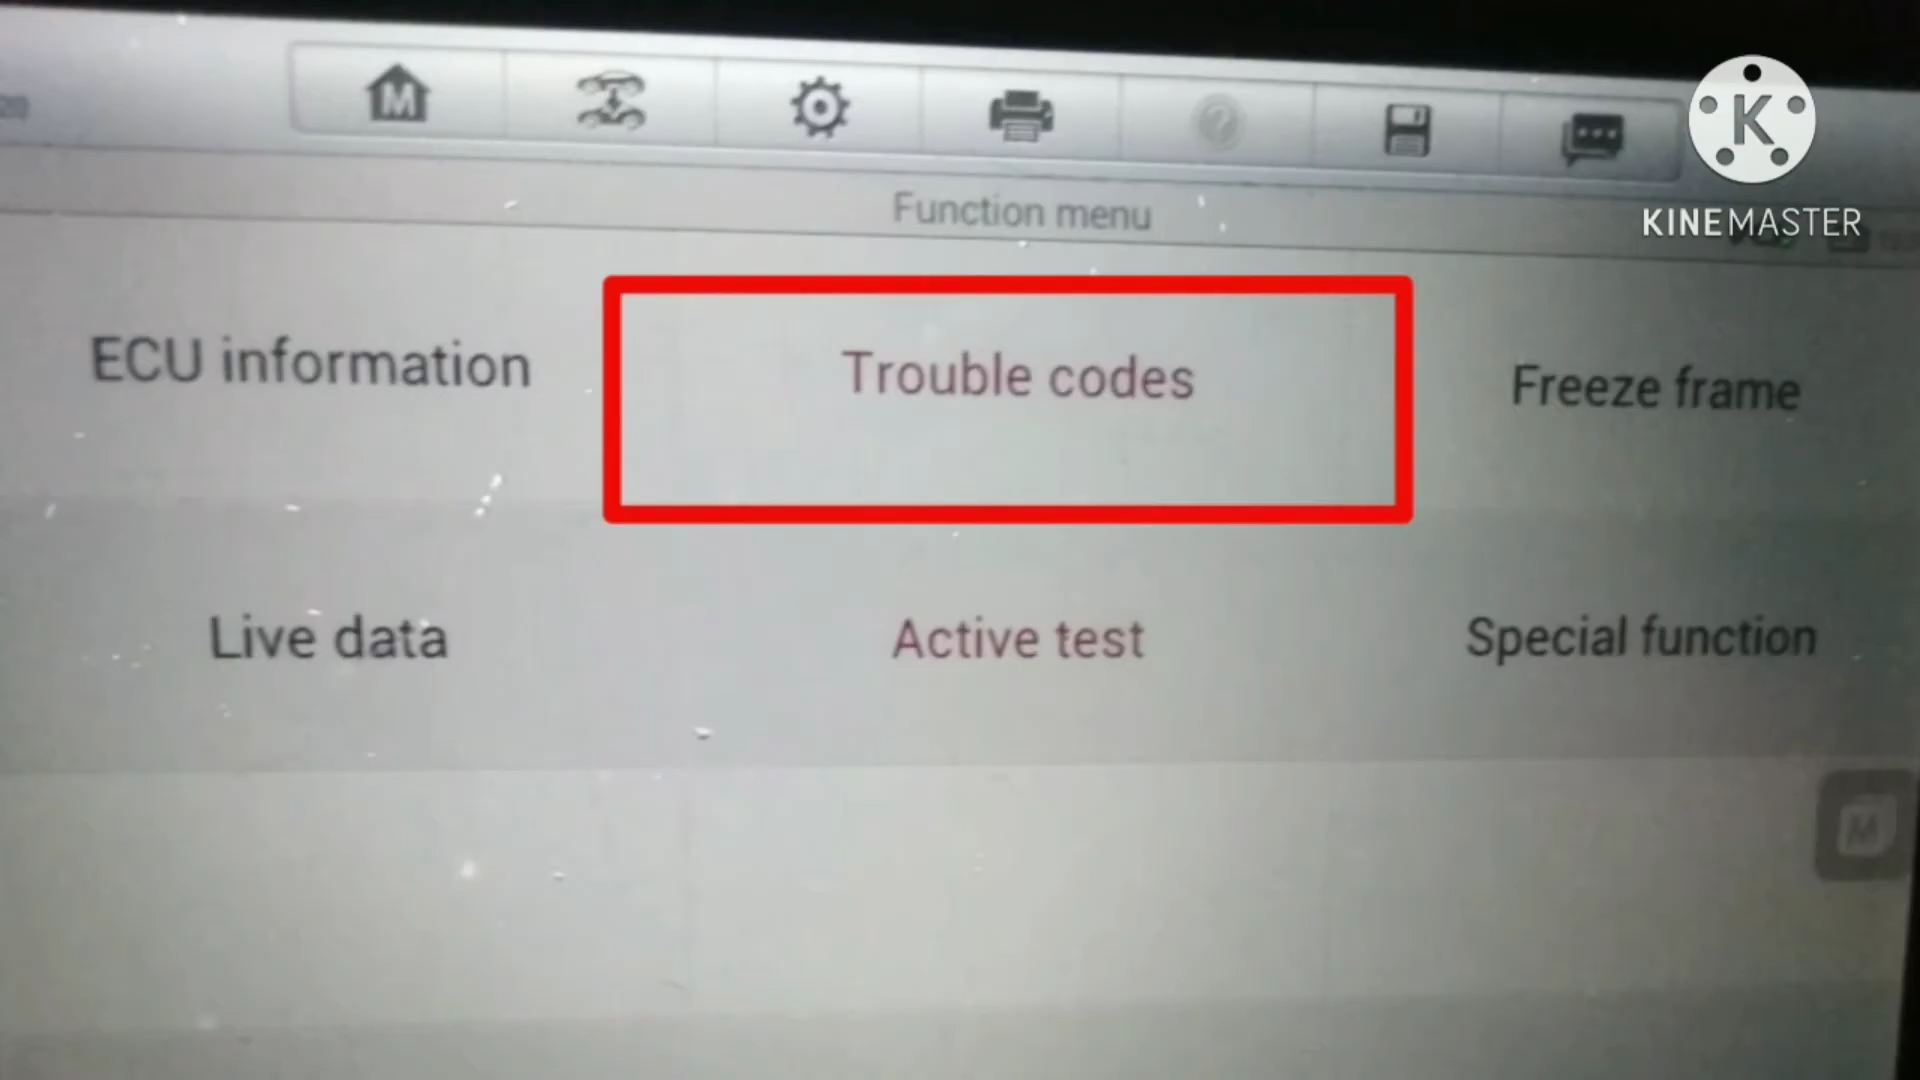 M
K
KINEMASTER
Function menu
ECU information
Trouble codes
Freeze frame
Live data
Active test
Special function
M